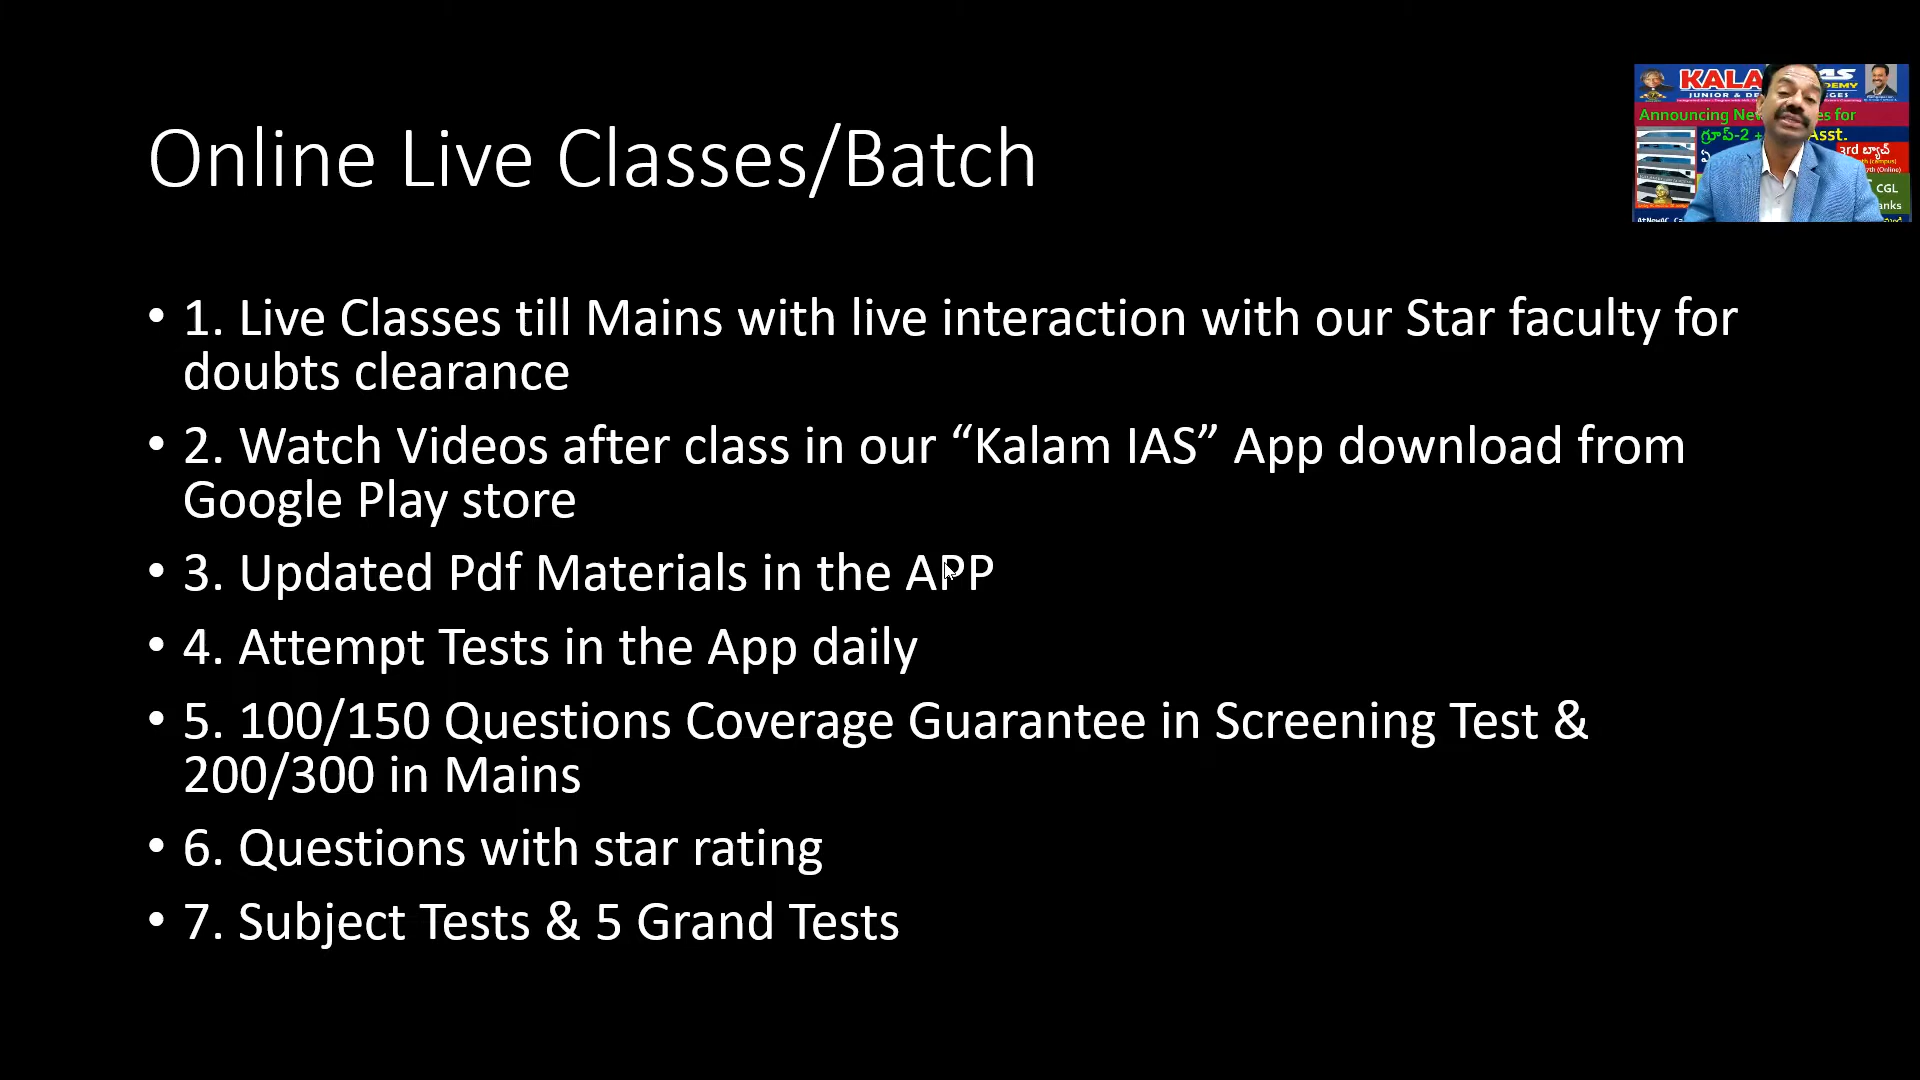 Online Live Classes/Batch
• 1. Live Classes till Mains with live interaction with our Star faculty for
doubts clearance
• 2. Watch Videos after class in our “Kalam IAS” App download from
Google Play store
• 3. Updated Pdf Materials in the APP
• 4. Attempt Tests in the App daily
• 5. 100/150 Questions Coverage Guarantee in Screening Test &
200/300 in Mains
• 6. Questions with star rating
• 7. Subject Tests & 5 Grand Tests
KALA
JUNIOR &
Announcing
for
గ్రూప్-2 +
Asst.
3rd బ్యాచ్
(Online)
CGL